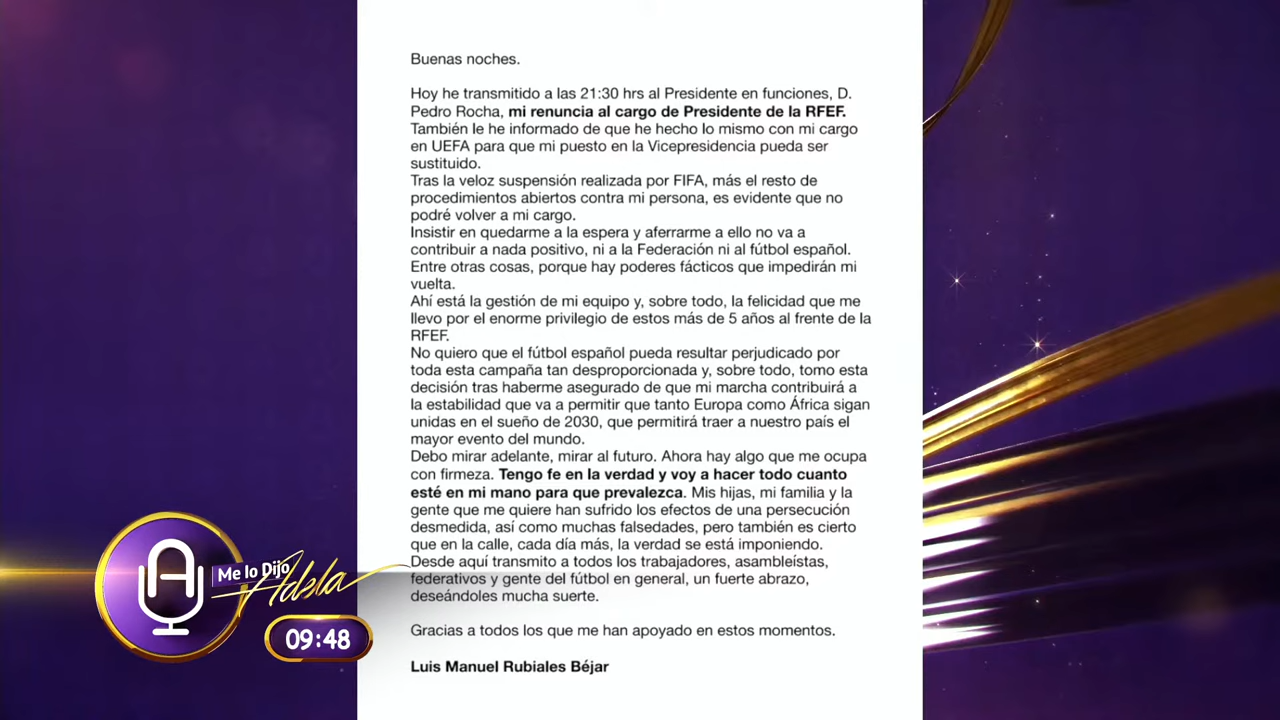 Buenas noches.
Hoy he transmitido a las 21:30 hrs al Presidente en funciones, D.
Pedro Rocha, mi renuncia al cargo de Presidente de la RFEF.
También le he informado de que he hecho lo mismo con mi cargo
en UEFA para que mi puesto en la Vicepresidencia pueda ser
sustituido.
Tras la veloz suspensión realizada por FIFA, más el resto de
procedimientos abiertos contra mi persona, es evidente que no
podré volver a mi cargo.
Insistir en quedarme a la espera y aferrarme a ello no va a
contribuir a nada positivo, ni a la Federación ni al fútbol español.
Entre otras cosas, porque hay poderes fácticos que impedirán mi
vuelta.
Ahí está la gestión de mi equipo y, sobre todo, la felicidad que me
llevo por el enorme privilegio de estos más de 5 años al frente de la
RFEF.
No quiero que el fútbol español pueda resultar perjudicado por
toda esta campaña tan desproporcionada y, sobre todo, tomo esta
decisión tras haberme asegurado de que mi marcha contribuirá a
la estabilidad que va a permitir que tanto Europa como África sigan
unidas en el sueño de 2030, que permitirá traer a nuestro país el
mayor evento del mundo.
Debo mirar adelante, mirar al futuro. Ahora hay algo que me ocupa
con firmeza. Tengo fe en la verdad y voy a hacer todo cuanto
esté en mi mano para que prevalezca. Mis hijas, mi familia y la
gente que me quiere han sufrido los efectos de una persecución
desmedida, así como muchas falsedades, pero también es cierto
que en la calle, cada día más, la verdad se está imponiendo.
Desde aquí transmito a todos los trabajadores, asambleístas,
federativos y gente del fútbol en general, un fuerte abrazo,
deseándoles mucha suerte.
Gracias a todos los que me han apoyado en estos momentos.
Luis Manuel Rubiales Béjar
Me lo Dijo
Adela
09:48